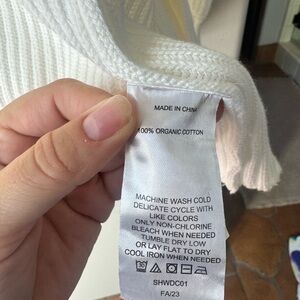 MADE IN CHINA
100% ORGANIC COTTON
MACHINE WASH COLD
DELICATE CYCLE WITH
LIKE COLORS
ONLY NON-CHLORINE
BLEACH WHEN NEEDED
TUMBLE DRY LOW
OR LAY FLAT TO DRY
COOL IRON WHEN NEEDED
SHWDC01
FA/23